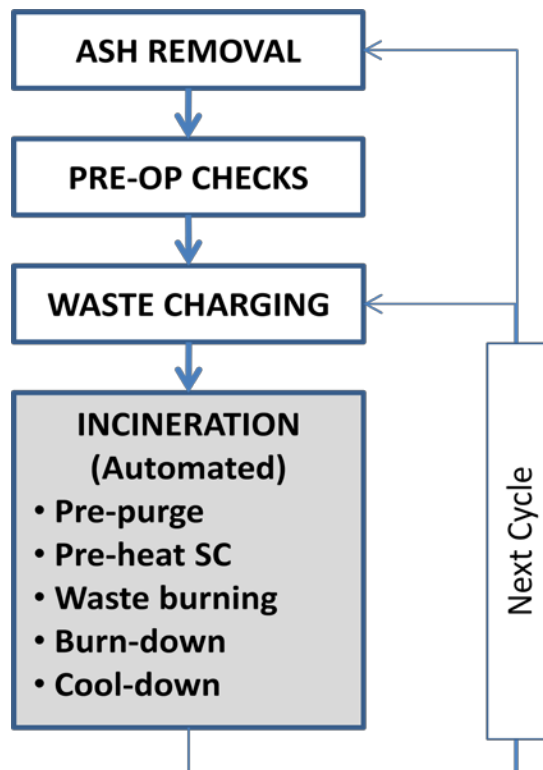 ASH REMOVAL
PRE-OP CHECKS
WASTE CHARGING
INCINERATION
(Automated)
• Pre-purge
• Pre-heat SC
• Waste burning
• Burn-down
• Cool-down
Next Cycle